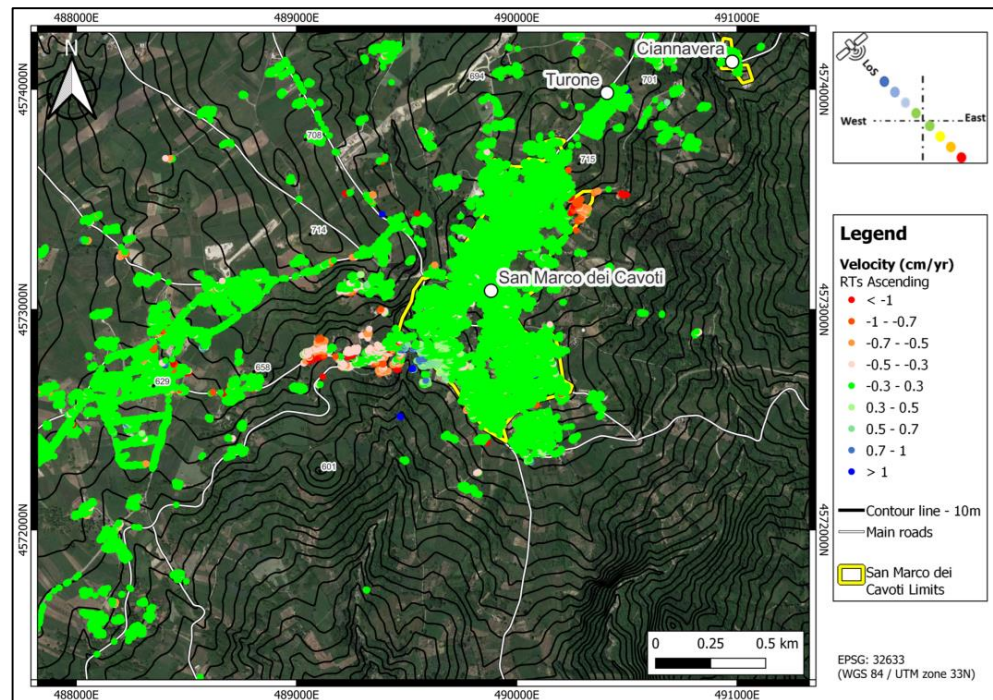 488000E
489000E
490000E
491000E
4574000N
4573000N
4572000N
4574000N
4573000N
4572000N
N
Ciannavera
Turone
694
701
708
715
714
San Marco dei Cavoti
658
629
601
0
0.25
0.5 km
488000E
489000E
490000E
491000E
LoS
West
East
Legend
Velocity (cm/yr)
RTs Ascending
< -1
-1 - -0.7
-0.7 - -0.5
-0.5 - -0.3
-0.3 - 0.3
0.3 - 0.5
0.5 - 0.7
0.7 - 1
> 1
Contour line - 10m
Main roads
San Marco dei
Cavoti Limits
EPSG: 32633
(WGS 84 / UTM zone 33N)